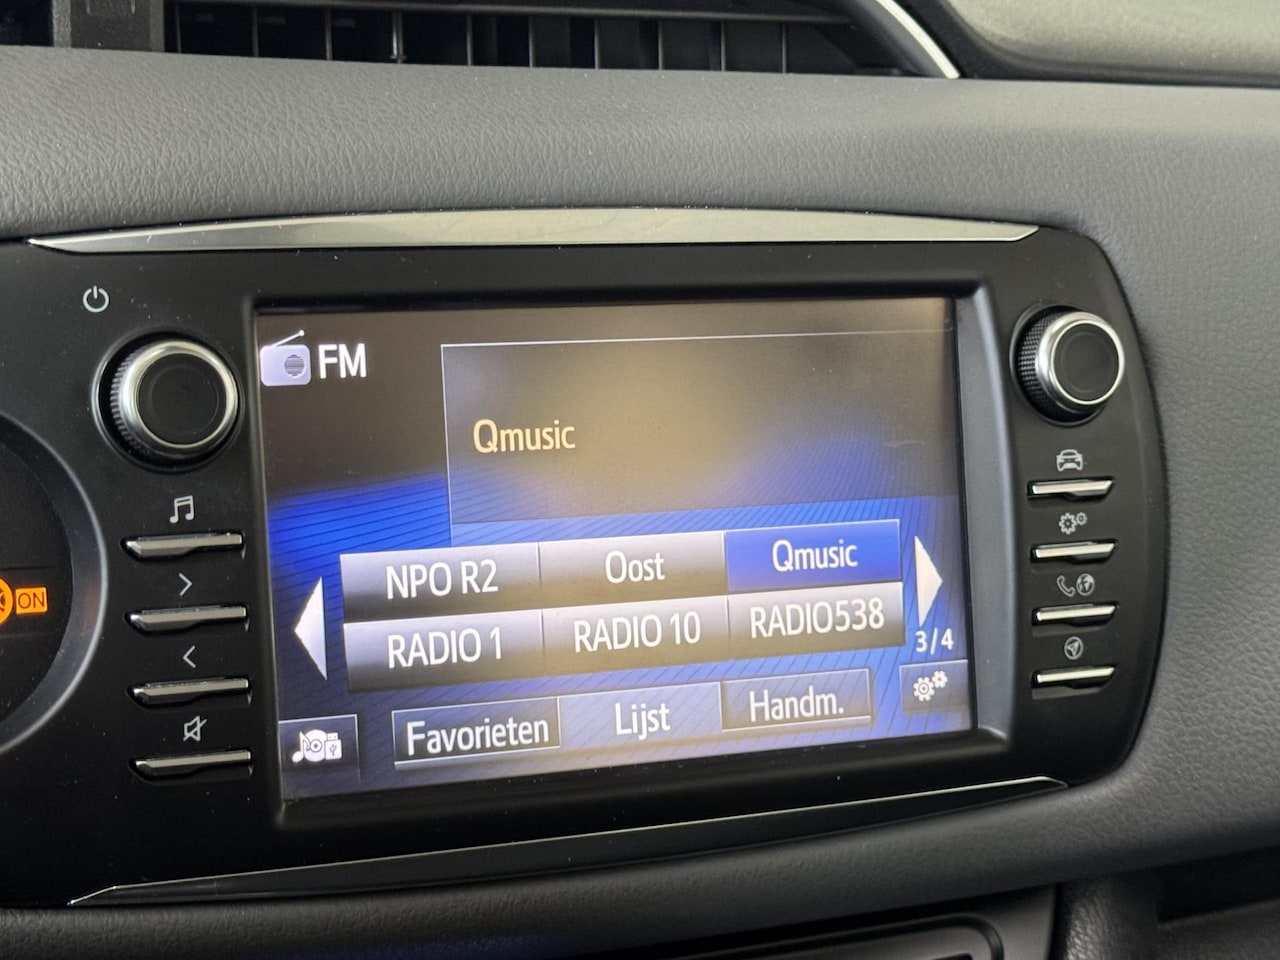 FM
Qmusic
NPO R2 Oost Qmusic
RADIO 1 RADIO 10 RADIO538
3/4
Favorieten Lijst Handm.
ON